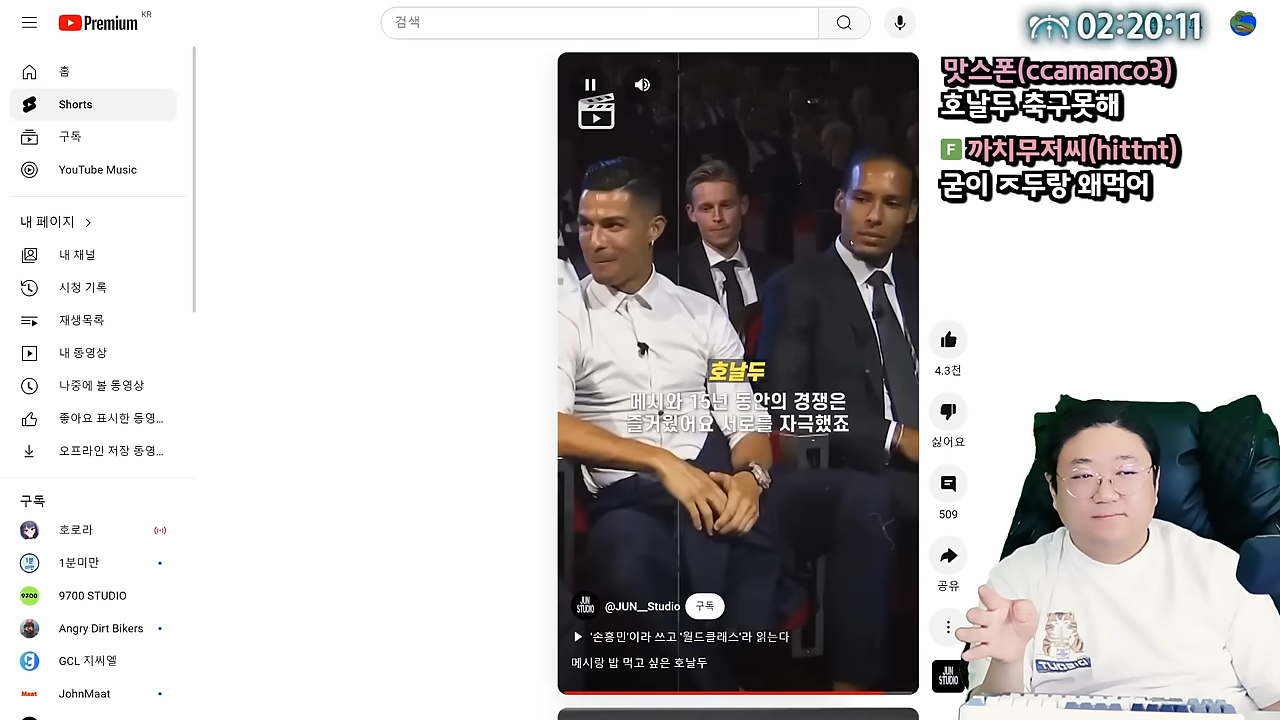 Premium KR
검색
02:20:11
홈
Shorts
구독
YouTube Music
내 페이지
내 채널
시청 기록
재생목록
내 동영상
나중에 볼 동영상
좋아요 표시한 동영...
오프라인 저장 동영...
구독
호로라
1분미만
9700 STUDIO
Angry Dirt Bikers
GCL 지씨엘
JohnMaat
호날두
메시와 15년 동안의 경쟁은
즐거웠어요 서로를 자극했죠
JUN STUDIO
@JUN__Studio
구독
▶ '손흥민'이라 쓰고 '월드클래스'라 읽는다
메시랑 밥 먹고 싶은 호날두
맛스폰(ccamanco3)
호날두 축구못해
F 까치무저씨(hittnt)
굳이 ㅈ두랑 왜먹어
4.3천
싫어요
509
공유
JUN
STUDIO